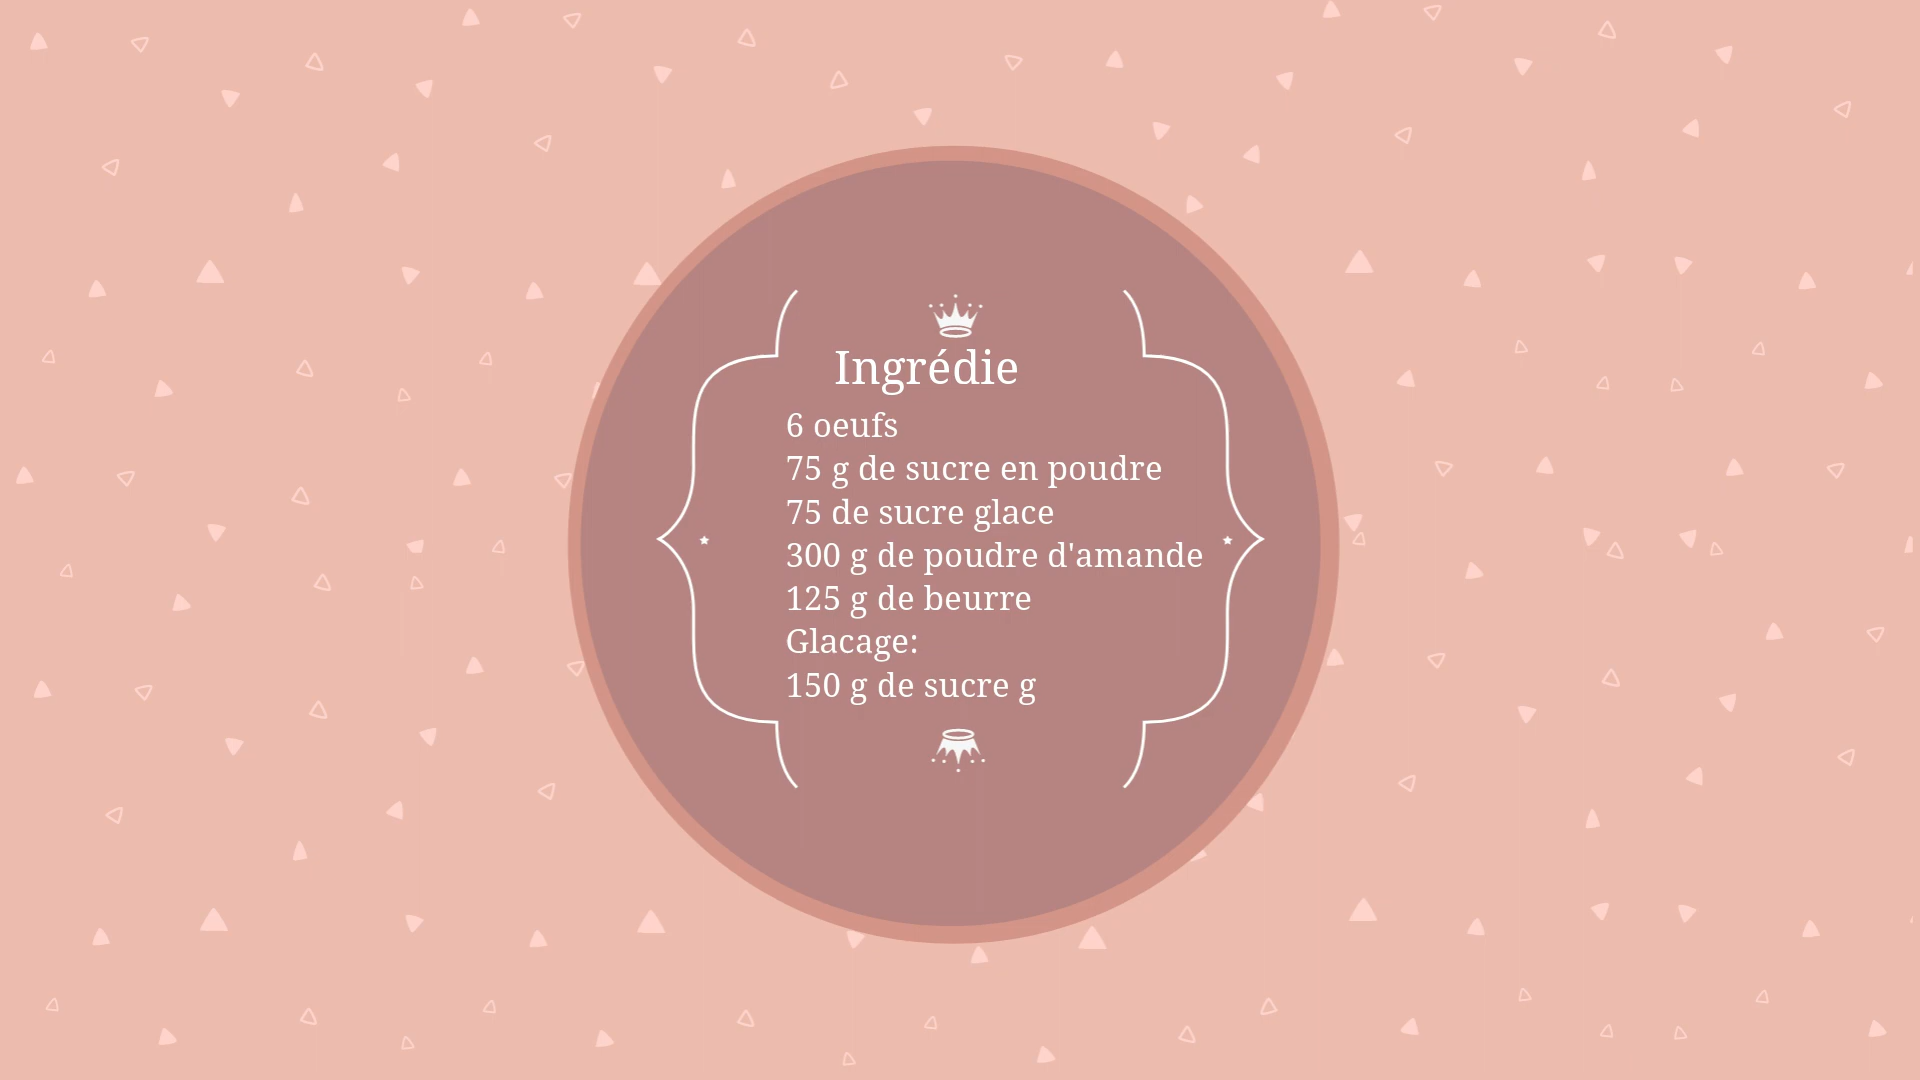 Ingrédie
6 oeufs
75 g de sucre en poudre
75 de sucre glace
300 g de poudre d'amande
125 g de beurre
Glacage:
150 g de sucre g